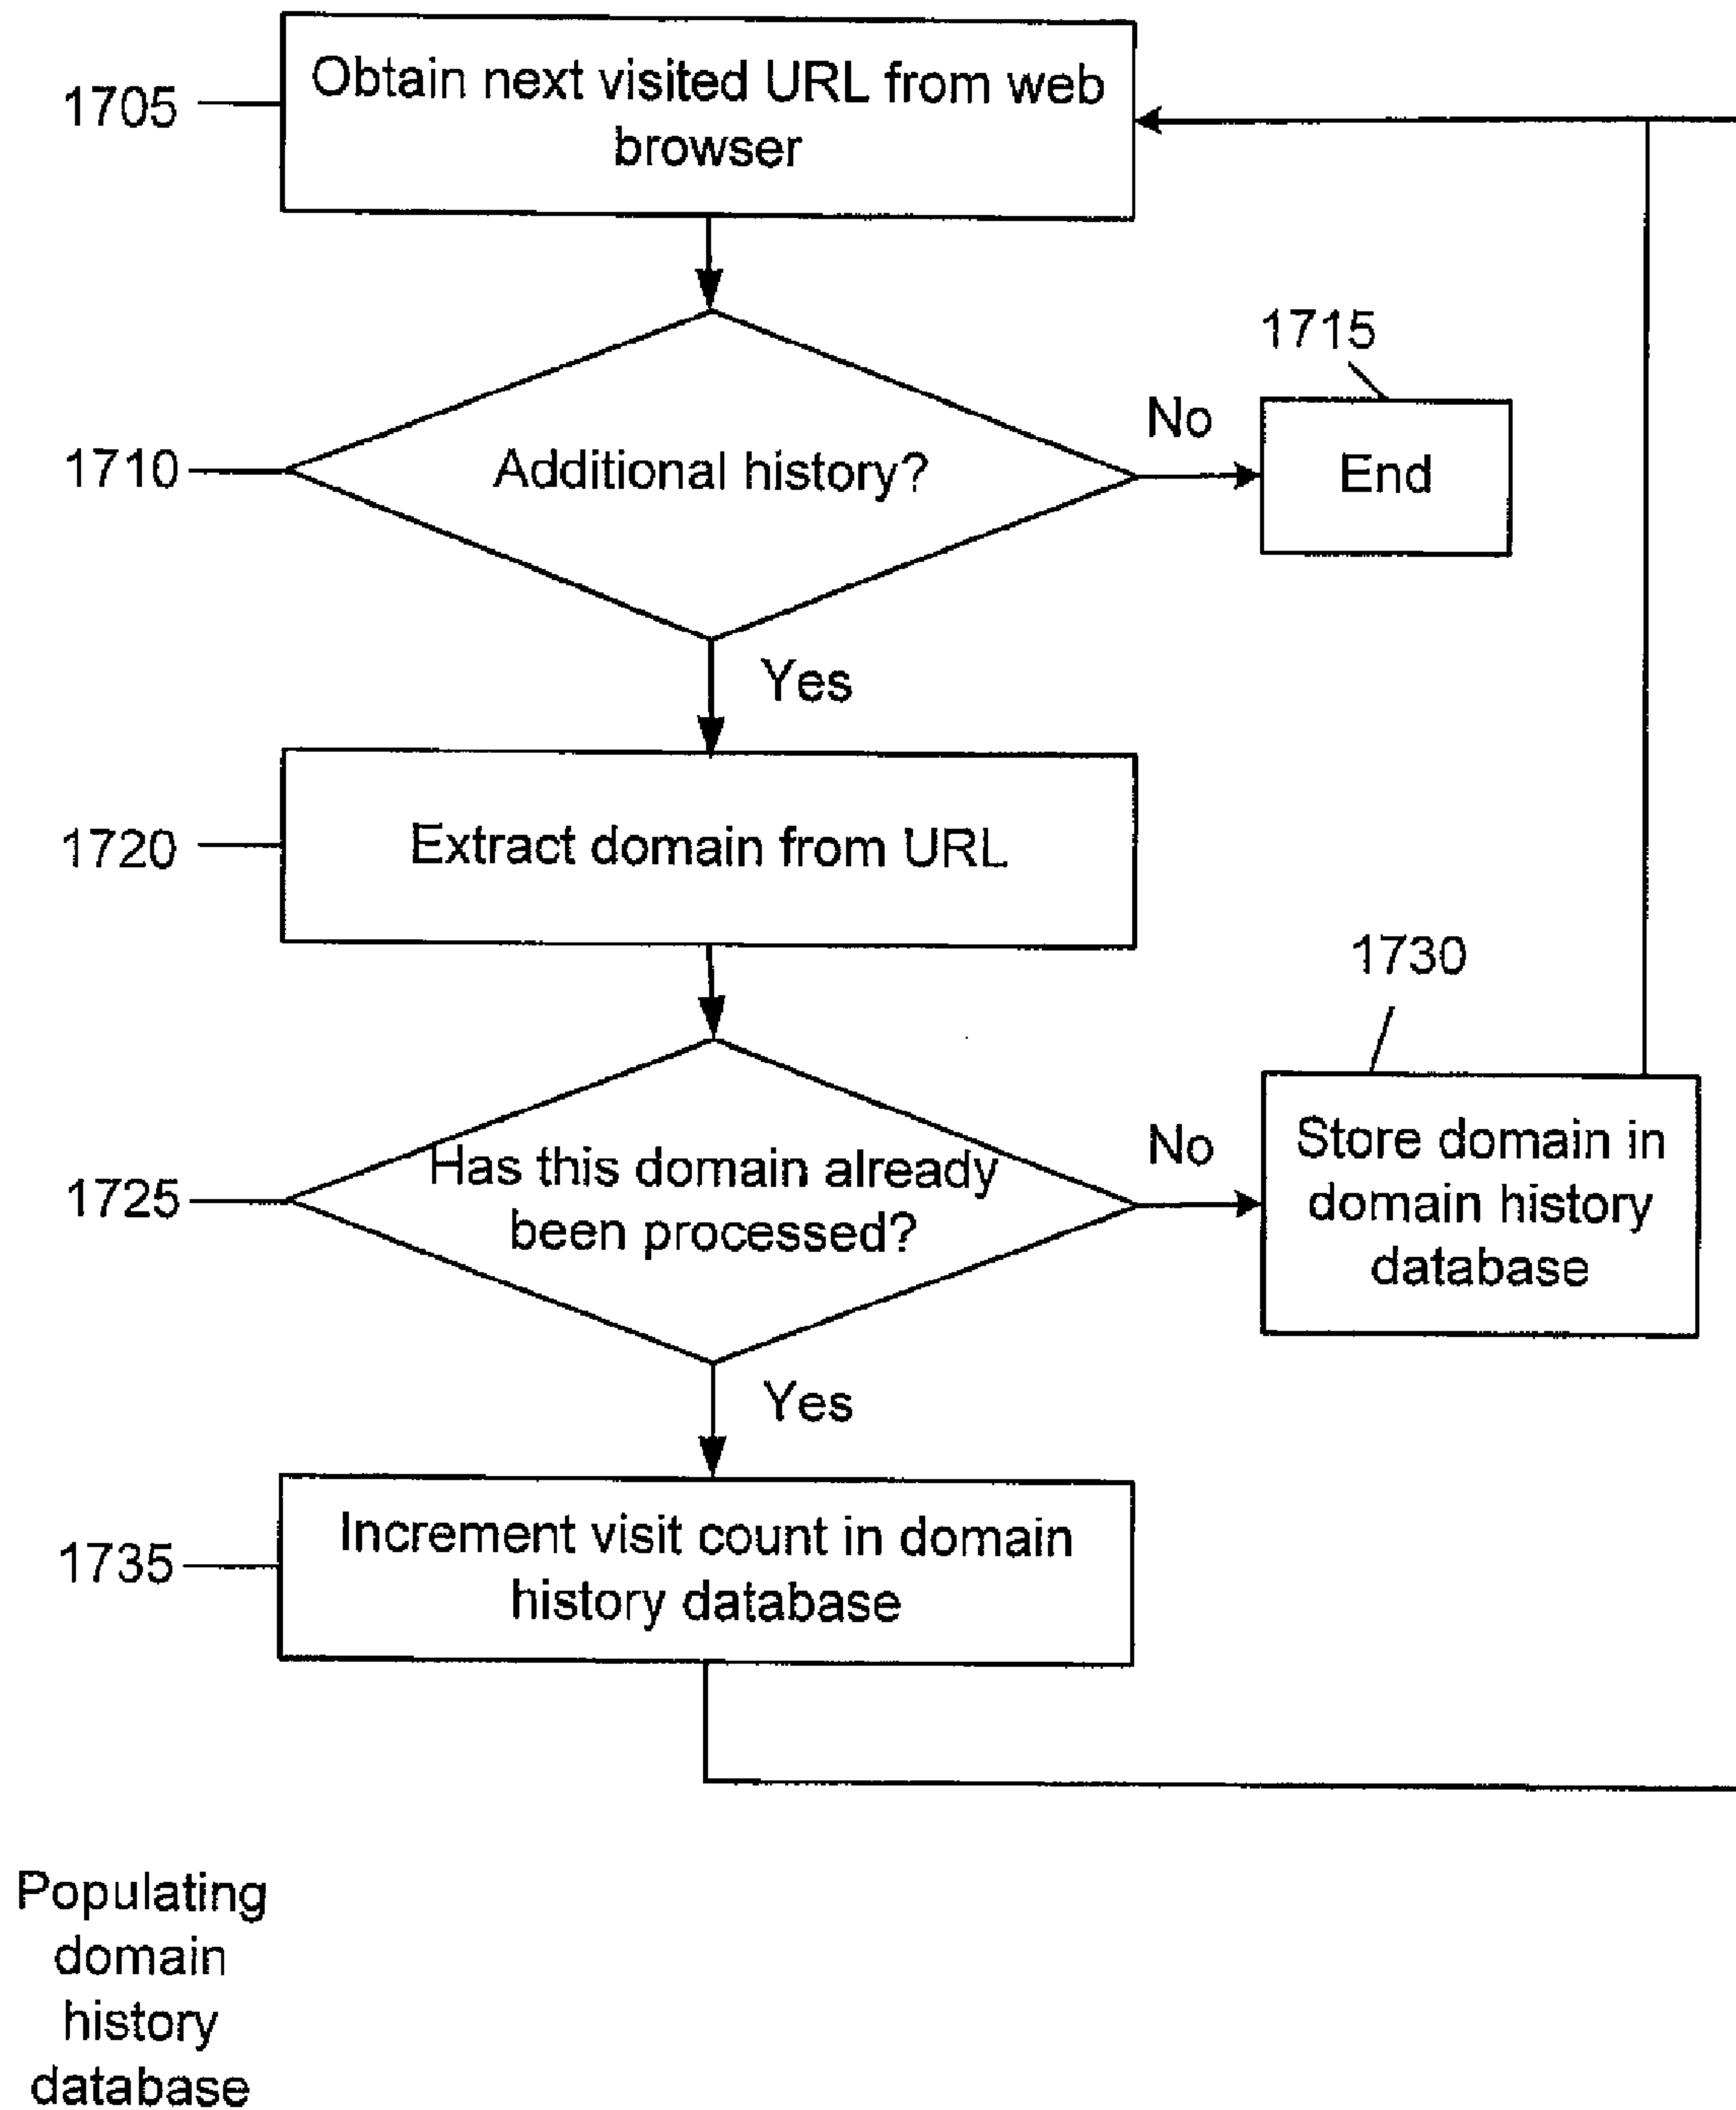 1705
Obtain next visited URL from web
browser
1710
Additional history?
No
1715
End
Yes
1720
Extract domain from URL
1725
Has this domain already
been processed?
No
1730
Store domain in
domain history
database
Yes
1735
Increment visit count in domain
history database
Populating
domain
history
database